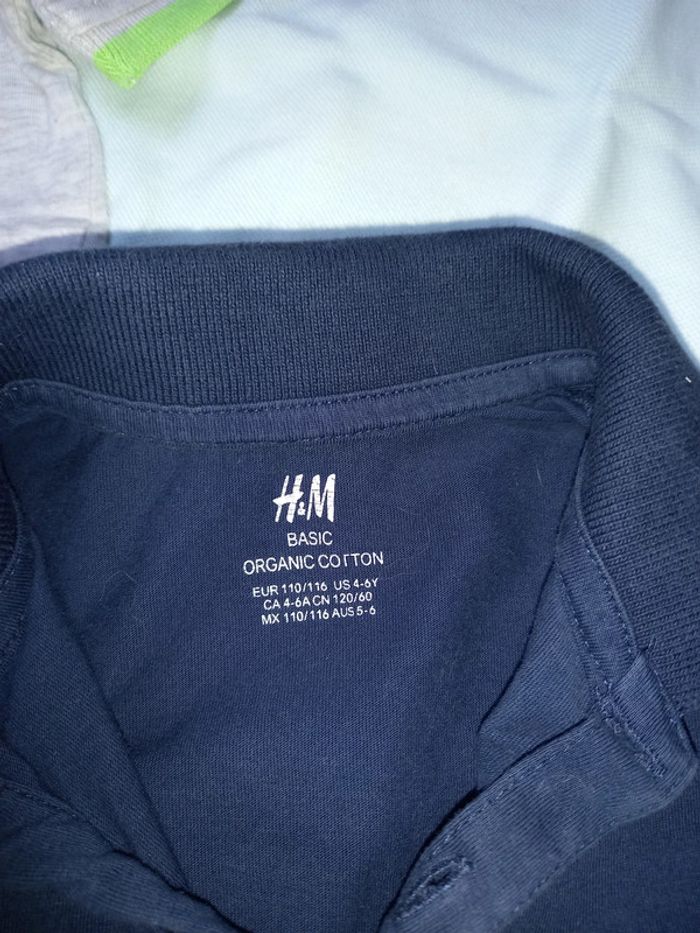 H&M
BASIC
ORGANIC COTTON
EUR 110/116 US 4-6Y
CA 4-6A CN 120/60
MX 110/116 AUS 5-6